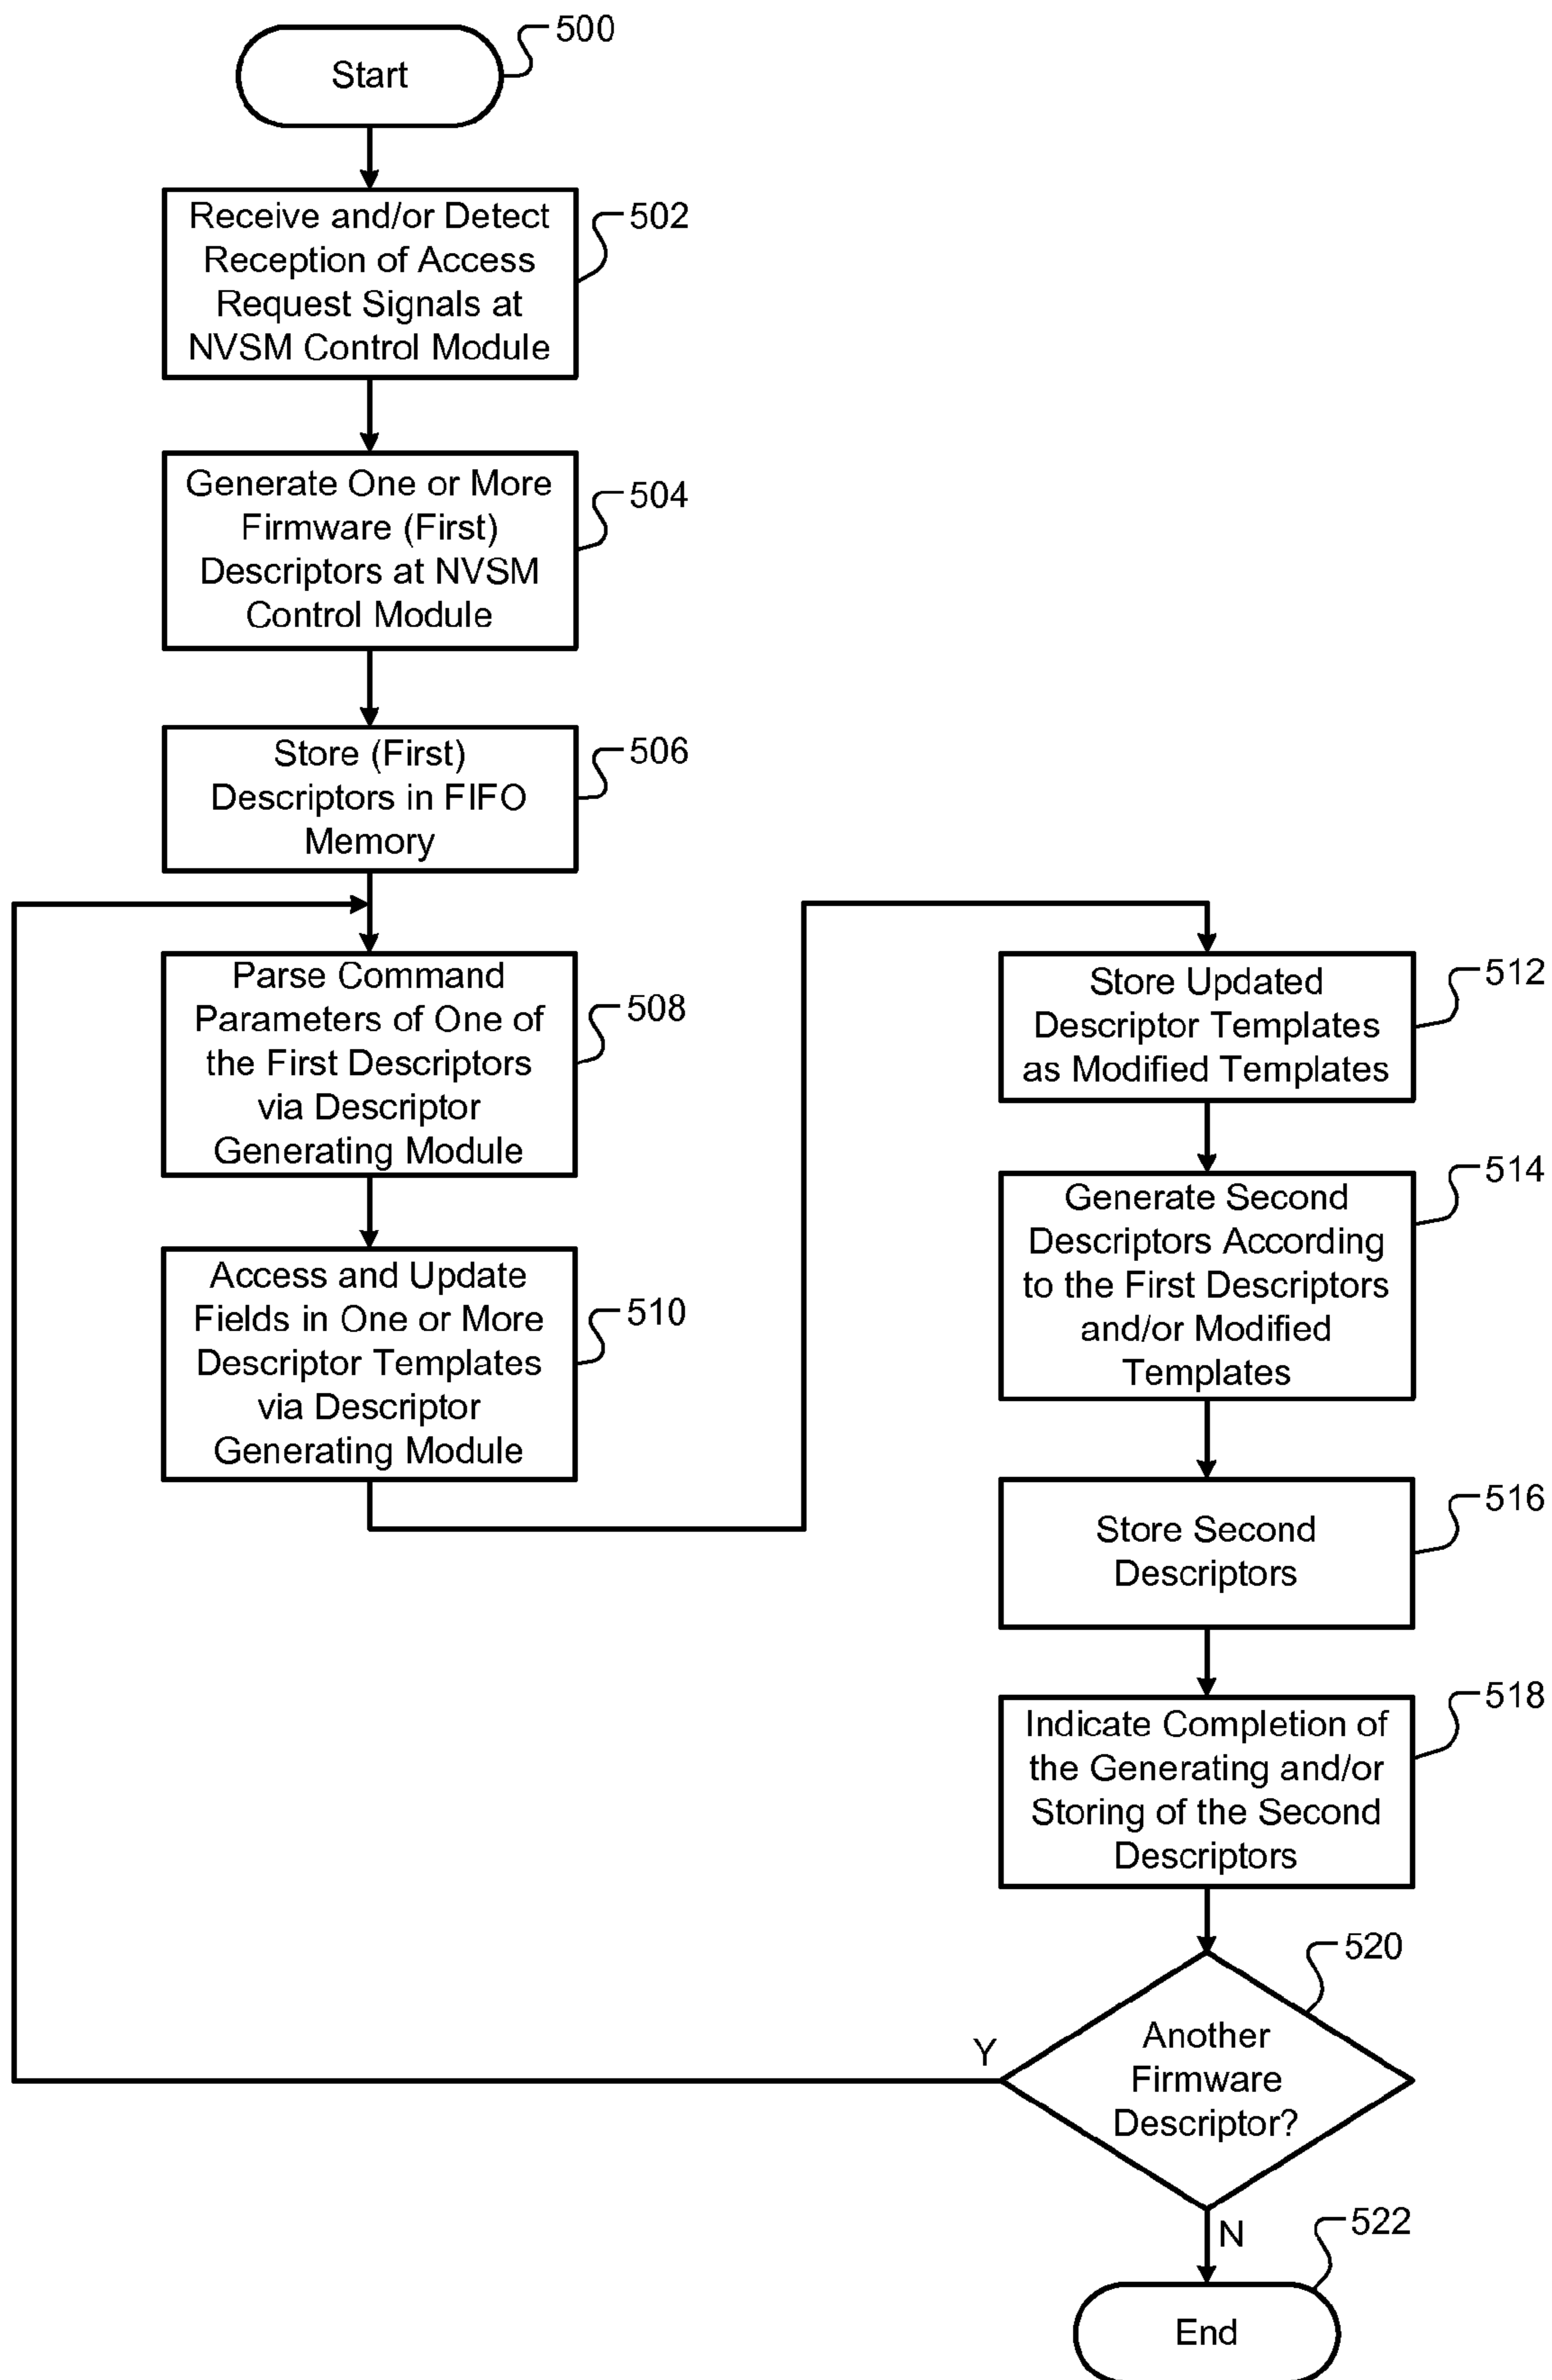 Start
500
Receive and/or Detect
Reception of Access
Request Signals at
NVSM Control Module
502
Generate One or More
Firmware (First)
Descriptors at NVSM
Control Module
504
Store (First)
Descriptors in FIFO
Memory
506
Parse Command
Parameters of One of
the First Descriptors
via Descriptor
Generating Module
508
Access and Update
Fields in One or More
Descriptor Templates
via Descriptor
Generating Module
510
Store Updated
Descriptor Templates
as Modified Templates
512
Generate Second
Descriptors According
to the First Descriptors
and/or Modified
Templates
514
Store Second
Descriptors
516
Indicate Completion of
the Generating and/or
Storing of the Second
Descriptors
518
Another
Firmware
Descriptor?
520
Y
N
End
522